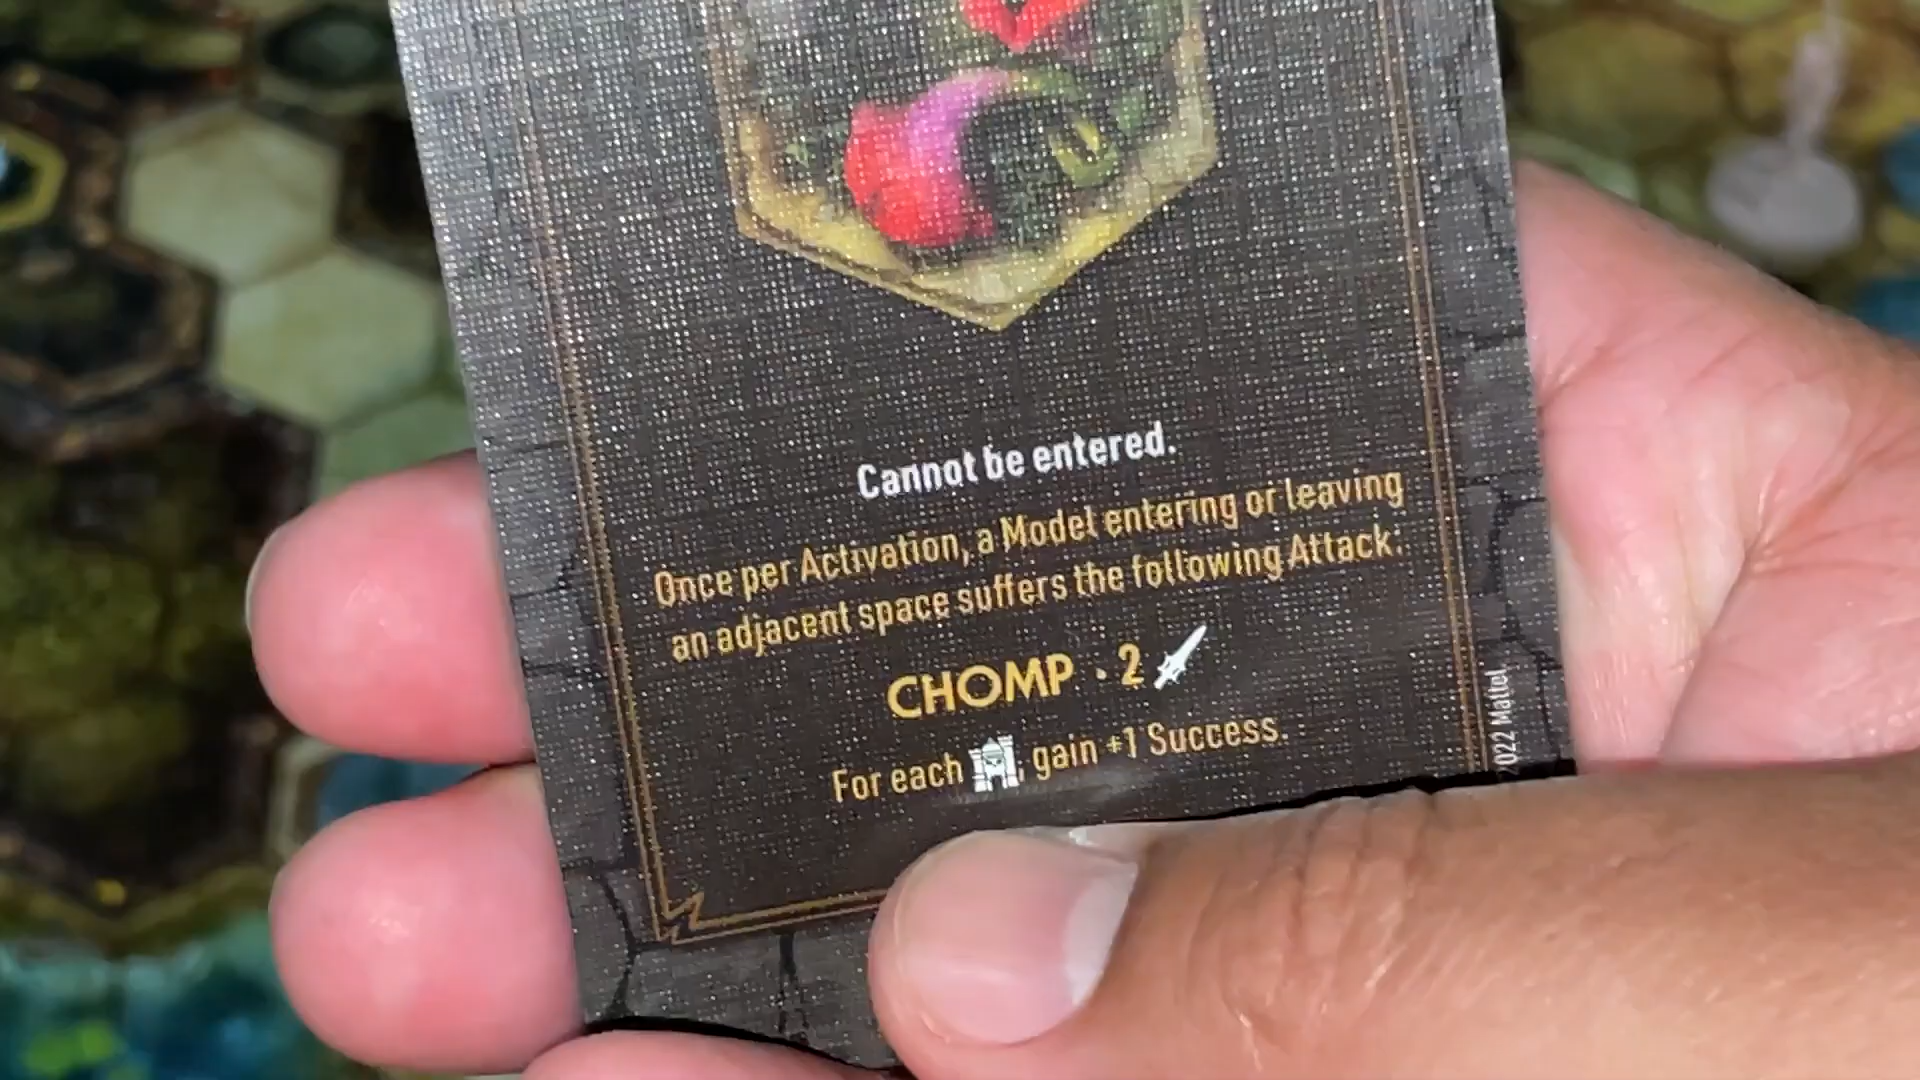 Cannot be entered.
Once per Activation, a Model entering or leaving
an adjacent space suffers the following Attack:
CHOMP · 2
For each , gain +1 Success.
2022 Mattel